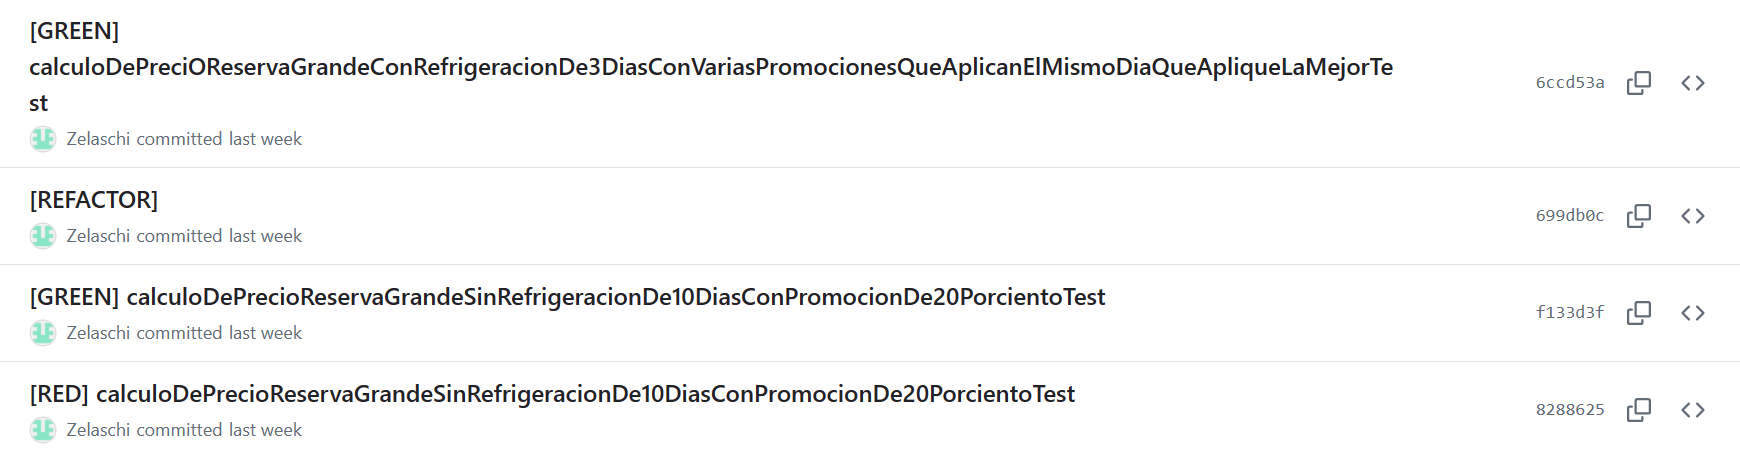 [GREEN]
calculoDePreciOReservaGrandeConRefrigeracionDe3DiasConVariasPromocionesQueAplicanElMismoDiaQueApliqueLaMejorTe
st
6ccd53a
Zelaschi committed last week
[REFACTOR]
699db0c
Zelaschi committed last week
[GREEN] calculoDePrecioReservaGrandeSinRefrigeracionDe10DiasConPromocionDe20PorcientoTest
f133d3f
Zelaschi committed last week
[RED] calculoDePrecioReservaGrandeSinRefrigeracionDe10DiasConPromocionDe20PorcientoTest
8288625
Zelaschi committed last week